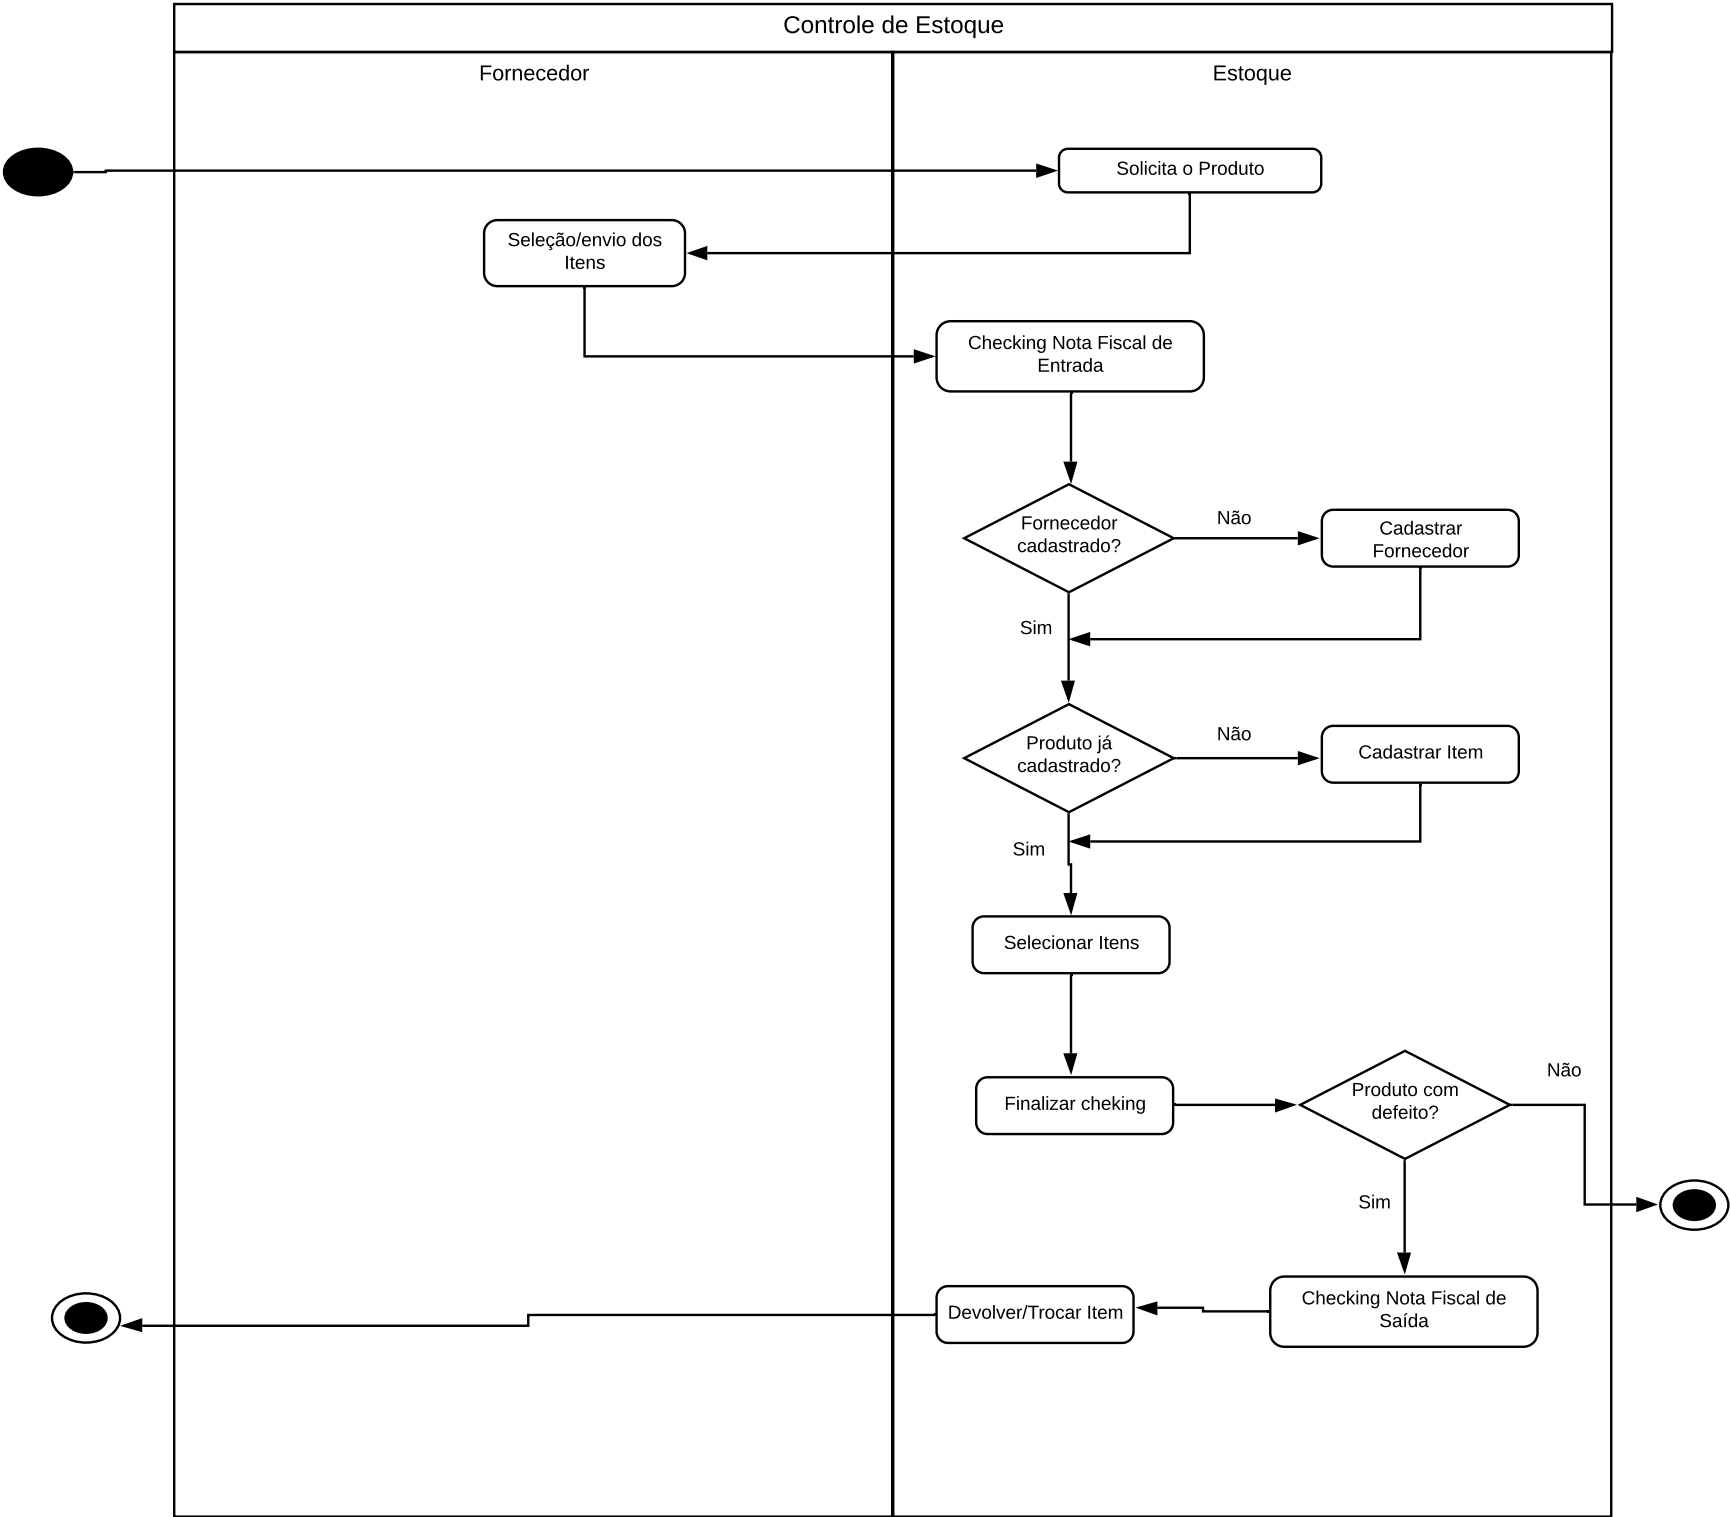 Controle de Estoque
Fornecedor
Estoque
Solicita o Produto
Seleção/envio dos
Itens
Checking Nota Fiscal de
Entrada
Fornecedor
cadastrado?
Não
Cadastrar
Fornecedor
Sim
Produto já
cadastrado?
Não
Cadastrar Item
Sim
Selecionar Itens
Finalizar cheking
Produto com
defeito?
Não
Sim
Checking Nota Fiscal de
Saída
Devolver/Trocar Item